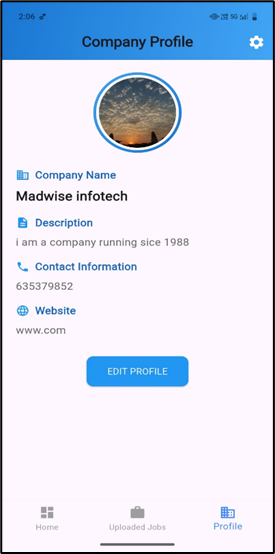 2:06
5G
Company Profile
Company Name
Madwise infotech
Description
i am a company running sice 1988
Contact Information
635379852
Website
www.com
EDIT PROFILE
Home
Uploaded Jobs
Profile